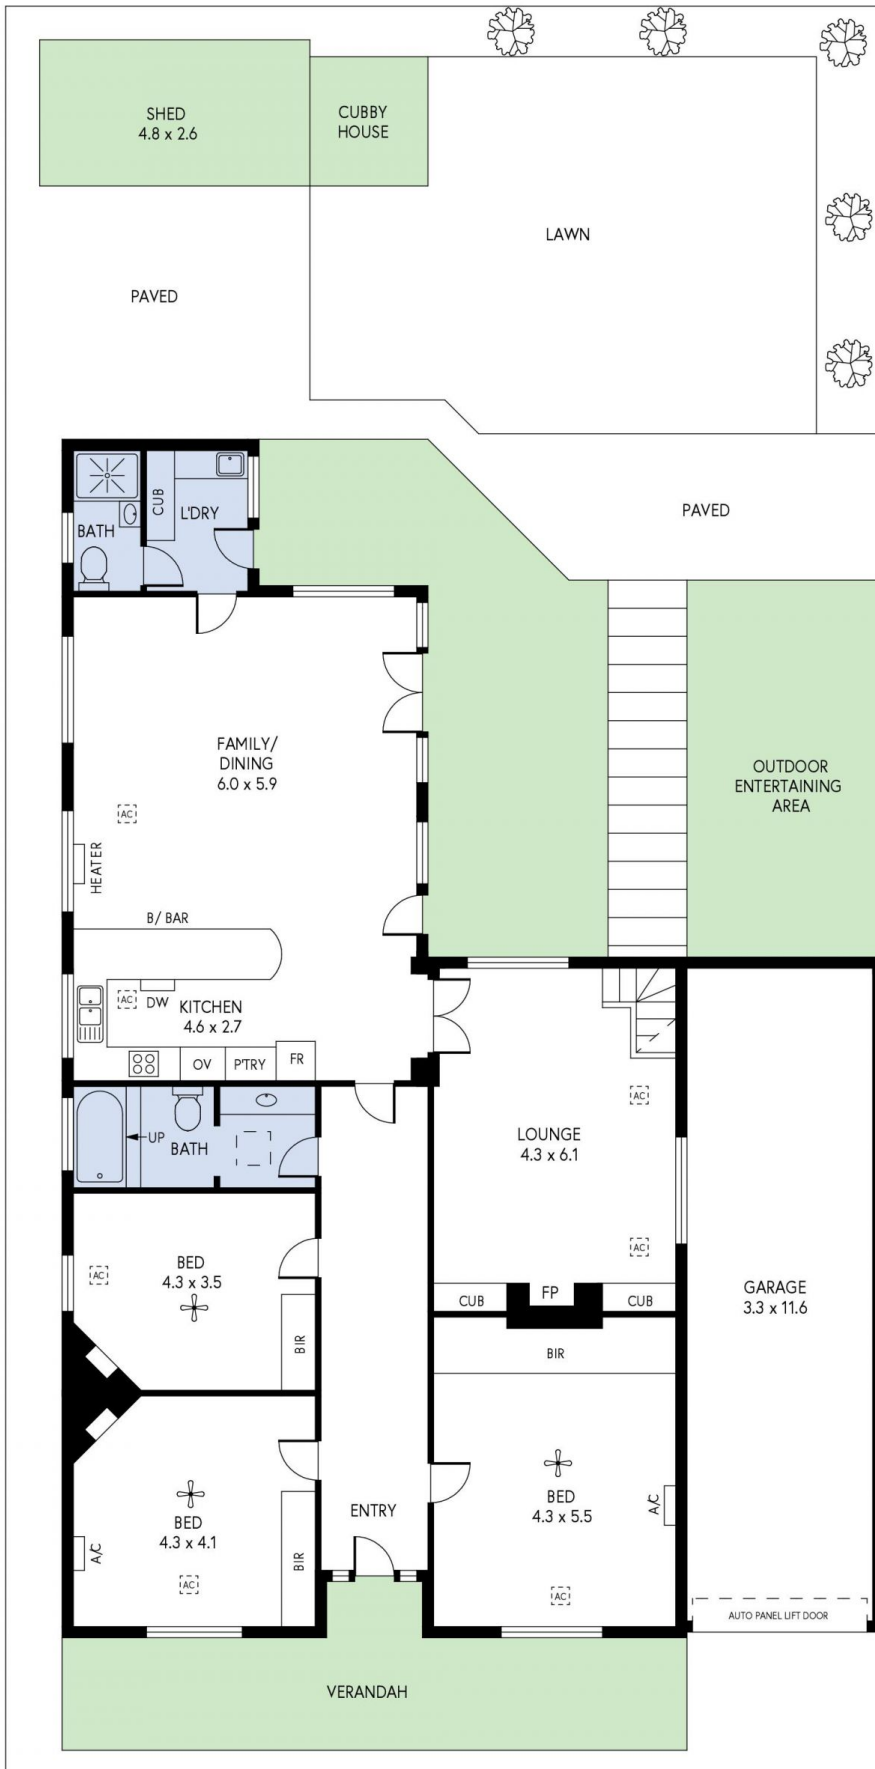 SHED
4.8 x 2.6
CUBBY
HOUSE
LAWN
PAVED
CUB
L'DRY
BATH
PAVED
FAMILY/
DINING
6.0 x 5.9
OUTDOOR
ENTERTAINING
AREA
AC
HEATER
B/ BAR
AC
DW
KITCHEN
4.6 x 2.7
OV
P'TRY
FR
UP
BATH
AC
LOUNGE
4.3 x 6.1
AC
FP
CUB
CUB
GARAGE
3.3 x 11.6
BED
4.3 x 3.5
AC
BIR
BIR
BED
4.3 x 4.1
A/C
AC
BIR
ENTRY
BED
4.3 x 5.5
A/C
AC
AUTO PANEL LIFT DOOR
VERANDAH